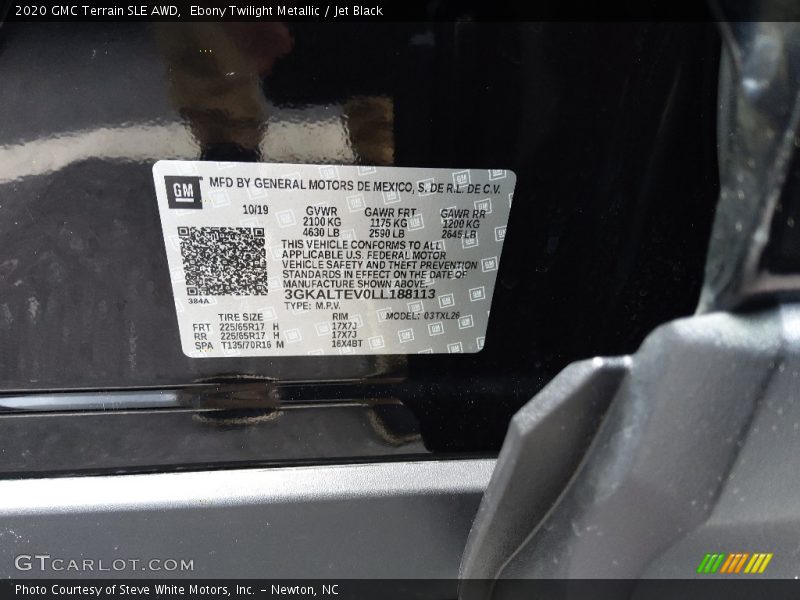 2020 GMC Terrain SLE AWD,  Ebony Twilight Metallic / Jet Black
GM
MFD BY GENERAL MOTORS DE MEXICO, S. DE R.L. DE C.V.
10/19 GVWR GAWR FRT GAWR RR
2100 KG 1175 KG 1200 KG
4630 LB 2590 LB 2645 LB
THIS VEHICLE CONFORMS TO ALL
APPLICABLE U.S. FEDERAL MOTOR
VEHICLE SAFETY AND THEFT PREVENTION
STANDARDS IN EFFECT ON THE DATE OF
MANUFACTURE SHOWN ABOVE.
384A
3GKALTEV0LL188113
TYPE: M.P.V.
TIRE SIZE RIM MODEL: 03TXL26
FRT 225/65R17 H 17X7J
RR 225/65R17 H 17X7J
SPA T135/70R16 M 16X4BT
GTCARLOT.COM
Photo Courtesy of Steve White Motors, Inc. – Newton, NC